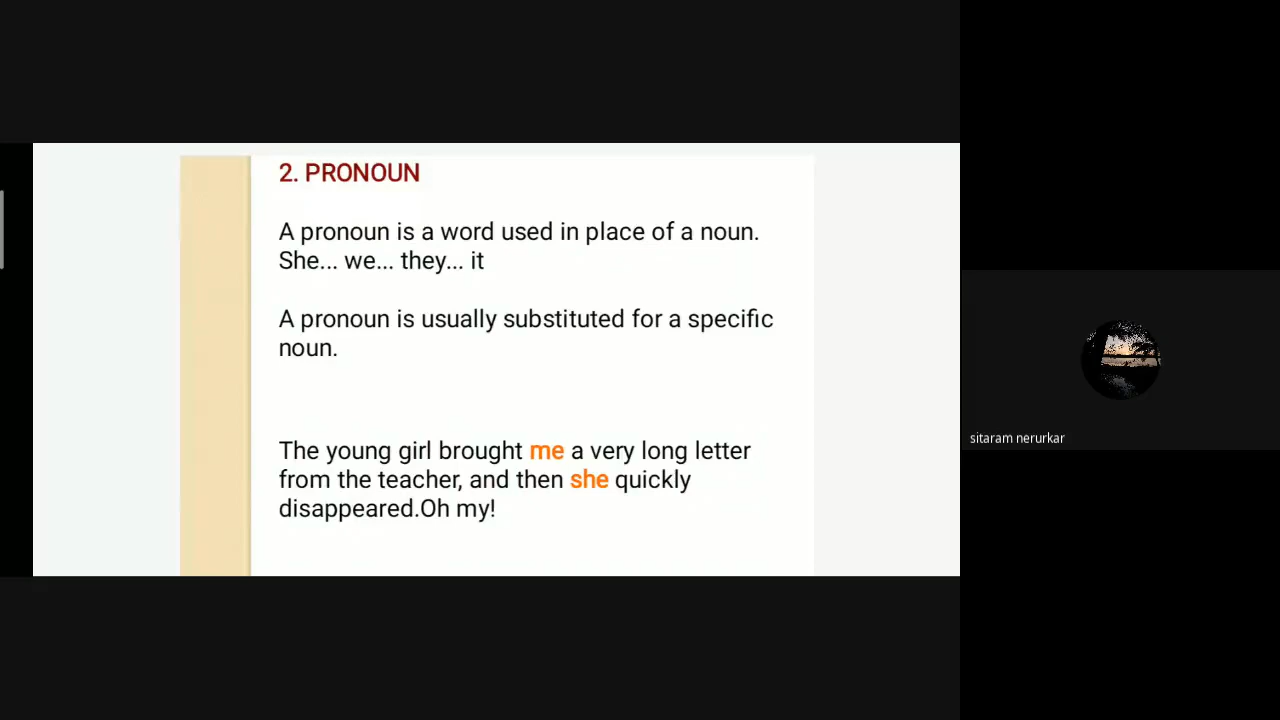 2. PRONOUN
A pronoun is a word used in place of a noun.
She... we... they... it
A pronoun is usually substituted for a specific
noun.
The young girl brought me a very long letter
from the teacher, and then she quickly
disappeared.Oh my!
sitaram nerurkar